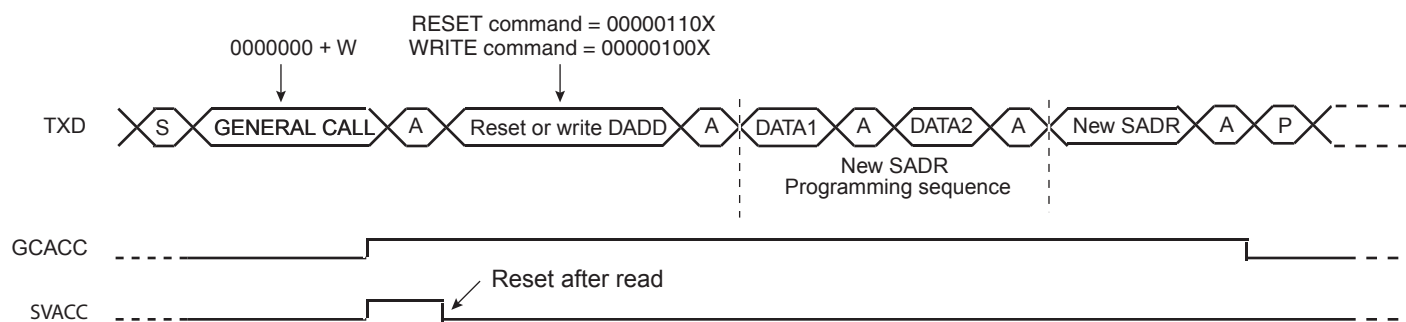 RESET command = 00000110X
0000000 + W
WRITE command = 00000100X
TXD
S
GENERAL CALL
A
Reset or write DADD
A
DATA1
A
DATA2
A
New SADR
A
P
New SADR
Programming sequence
GCACC
Reset after read
SVACC